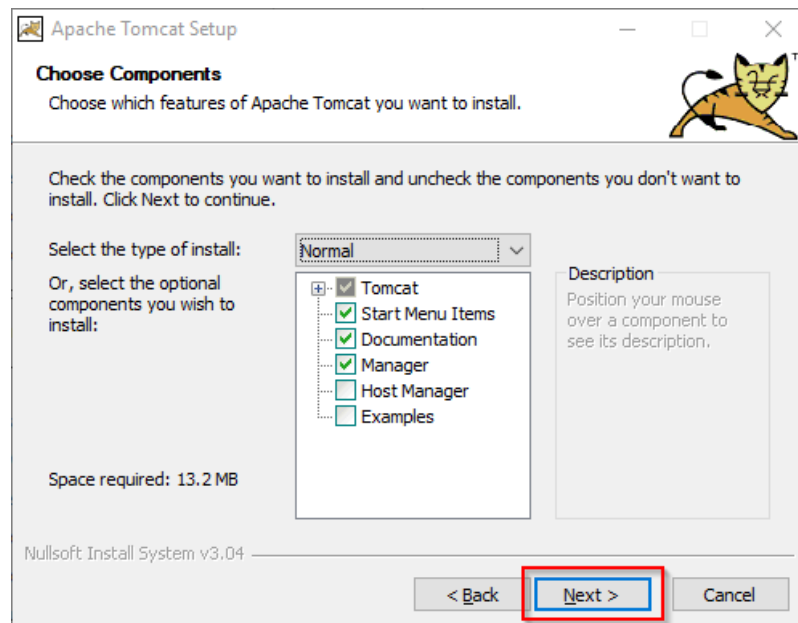 Apache Tomcat Setup
Choose Components
Choose which features of Apache Tomcat you want to install.
TM
Check the components you want to install and uncheck the components you don't want to
install. Click Next to continue.
Select the type of install:
Normal
Or, select the optional
components you wish to
install:
Tomcat
Start Menu Items
Documentation
Manager
Host Manager
Examples
Description
Position your mouse
over a component to
see its description.
Space required: 13.2 MB
Nullsoft Install System v3.04
< Back
Next >
Cancel